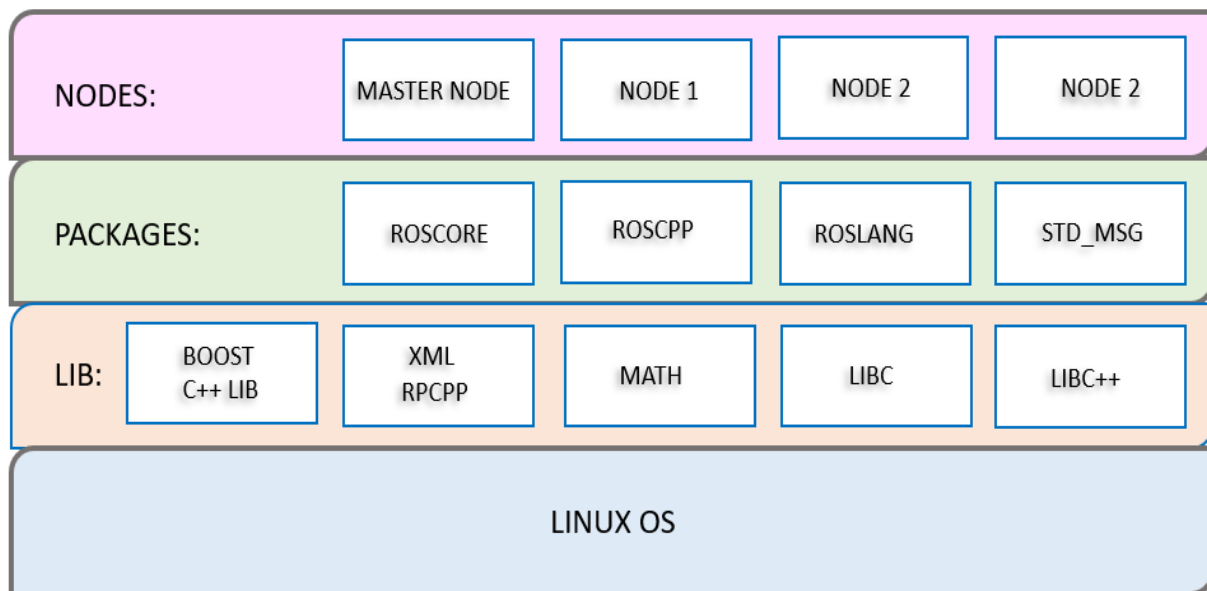 NODES:
MASTER NODE
NODE 1
NODE 2
NODE 2
PACKAGES:
ROSCORE
ROSCPP
ROSLANG
STD_MSG
LIB:
BOOST
C++ LIB
XML
RPCPP
MATH
LIBC
LIBC++
LINUX OS